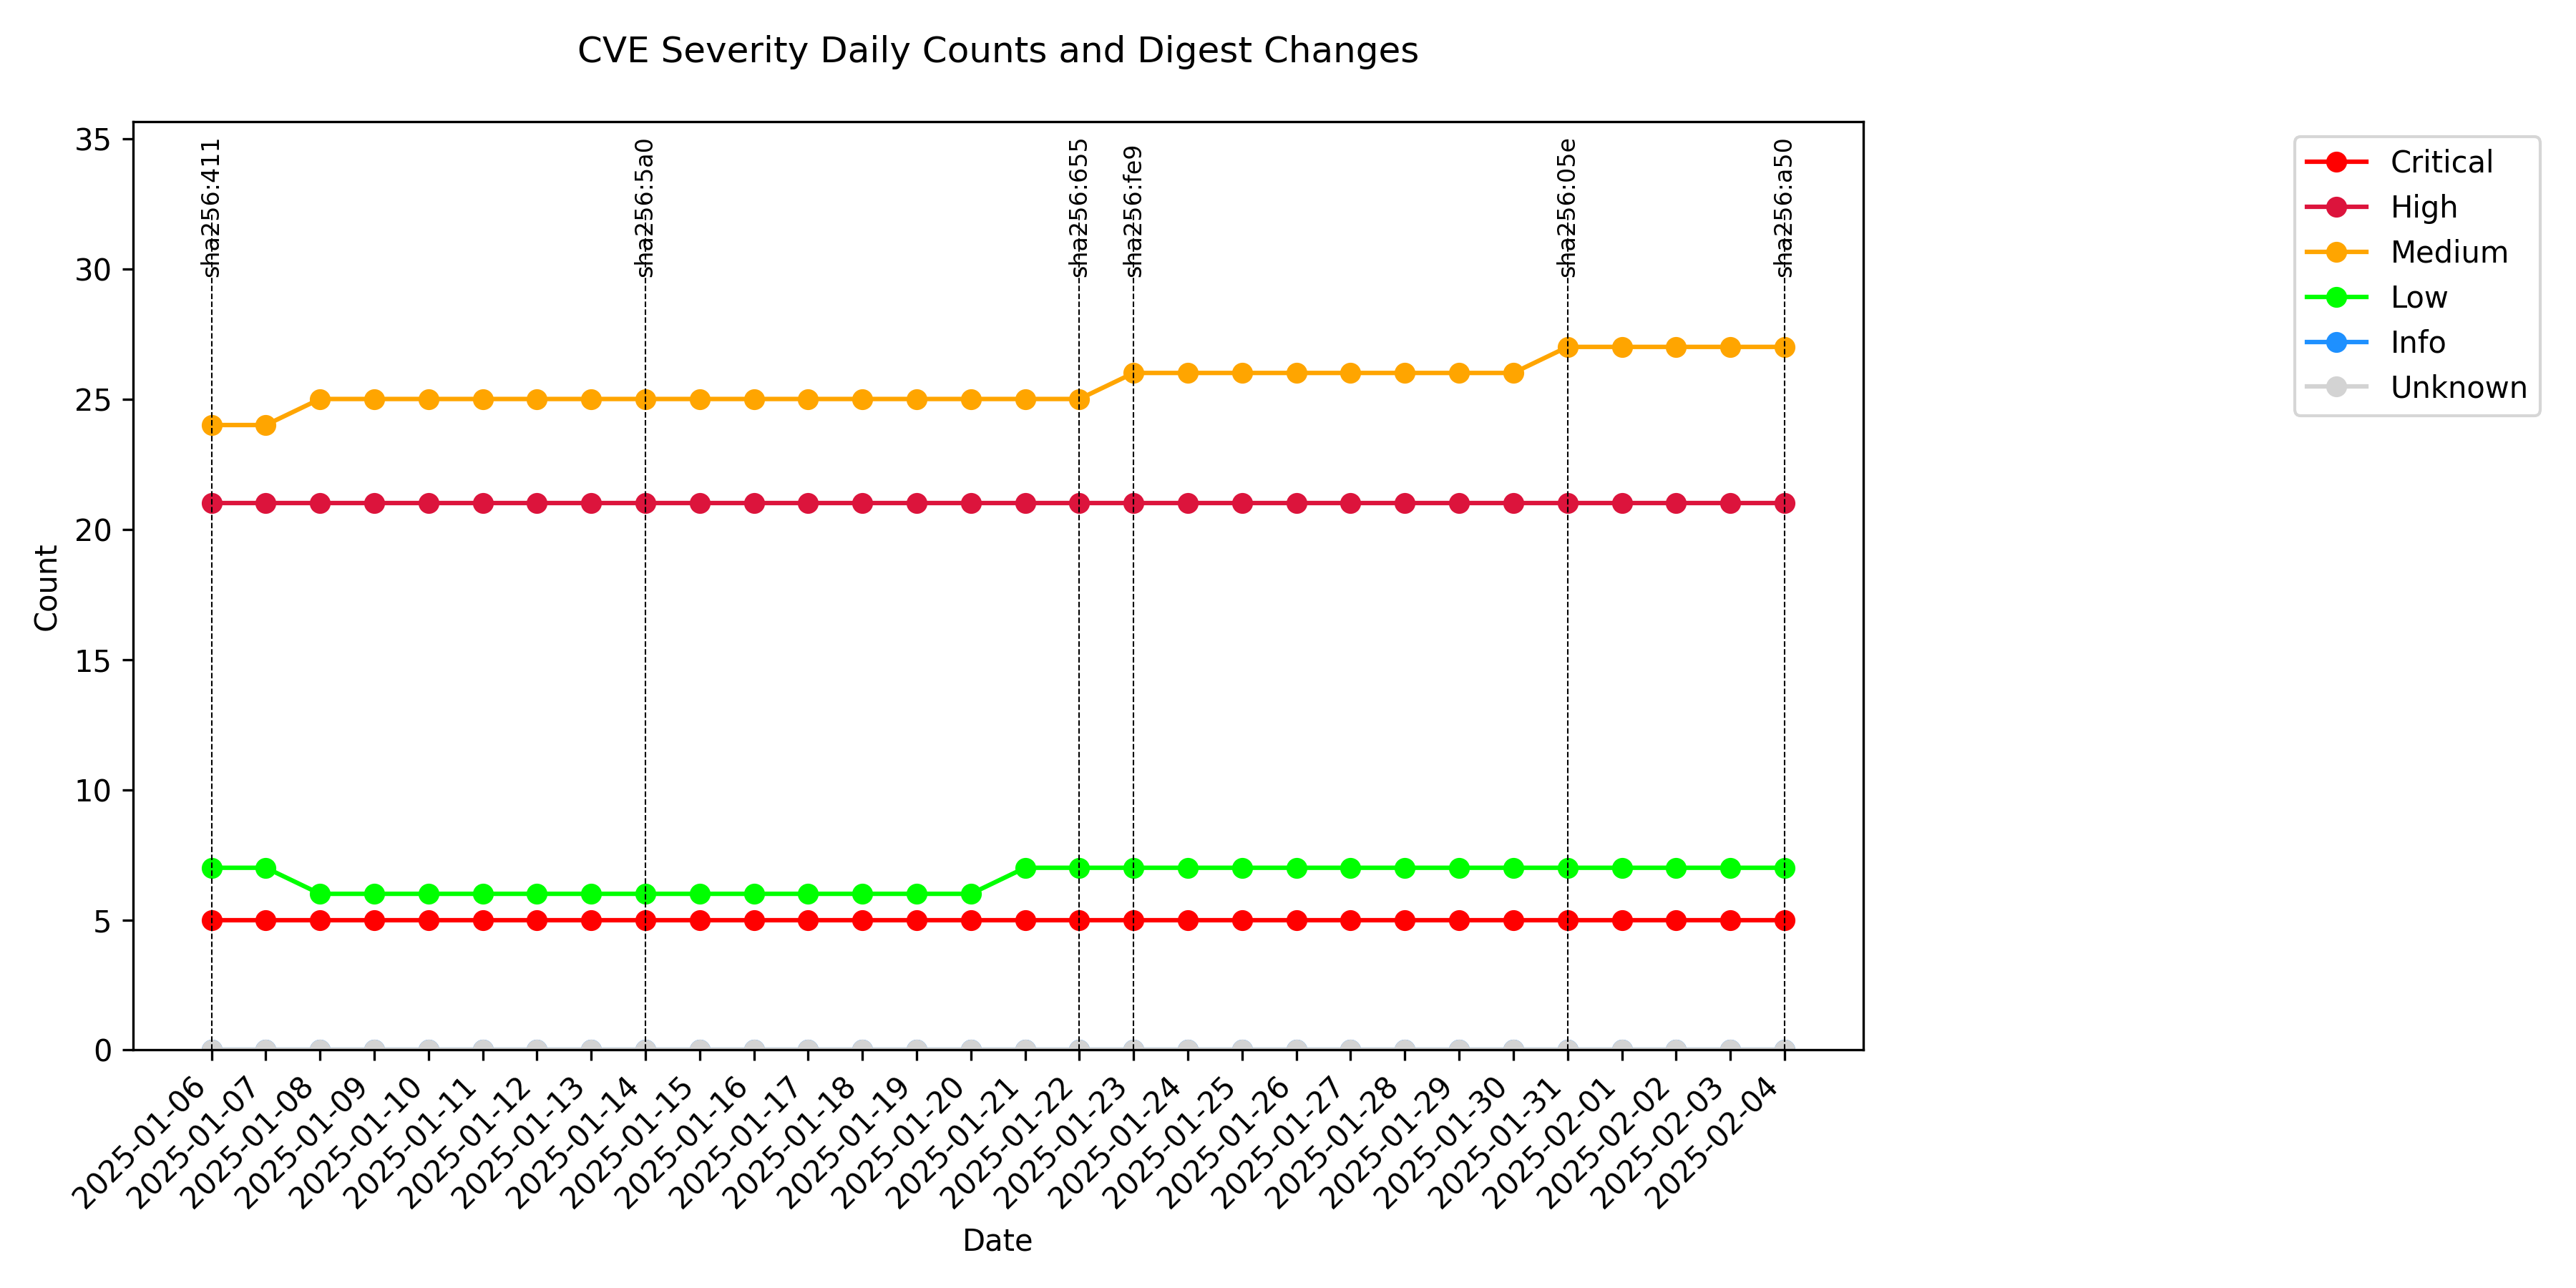 CVE Severity Daily Counts and Digest Changes
35
30
25
20
15
10
5
0
Count
sha256:411
sha256:5a0
sha256:655
sha256:fe9
sha256:05e
sha256:a50
Critical
High
Medium
Low
Info
Unknown
2025-01-06
2025-01-07
2025-01-08
2025-01-09
2025-01-10
2025-01-11
2025-01-12
2025-01-13
2025-01-14
2025-01-15
2025-01-16
2025-01-17
2025-01-18
2025-01-19
2025-01-20
2025-01-21
2025-01-22
2025-01-23
2025-01-24
2025-01-25
2025-01-26
2025-01-27
2025-01-28
2025-01-29
2025-01-30
2025-01-31
2025-02-01
2025-02-02
2025-02-03
2025-02-04
Date